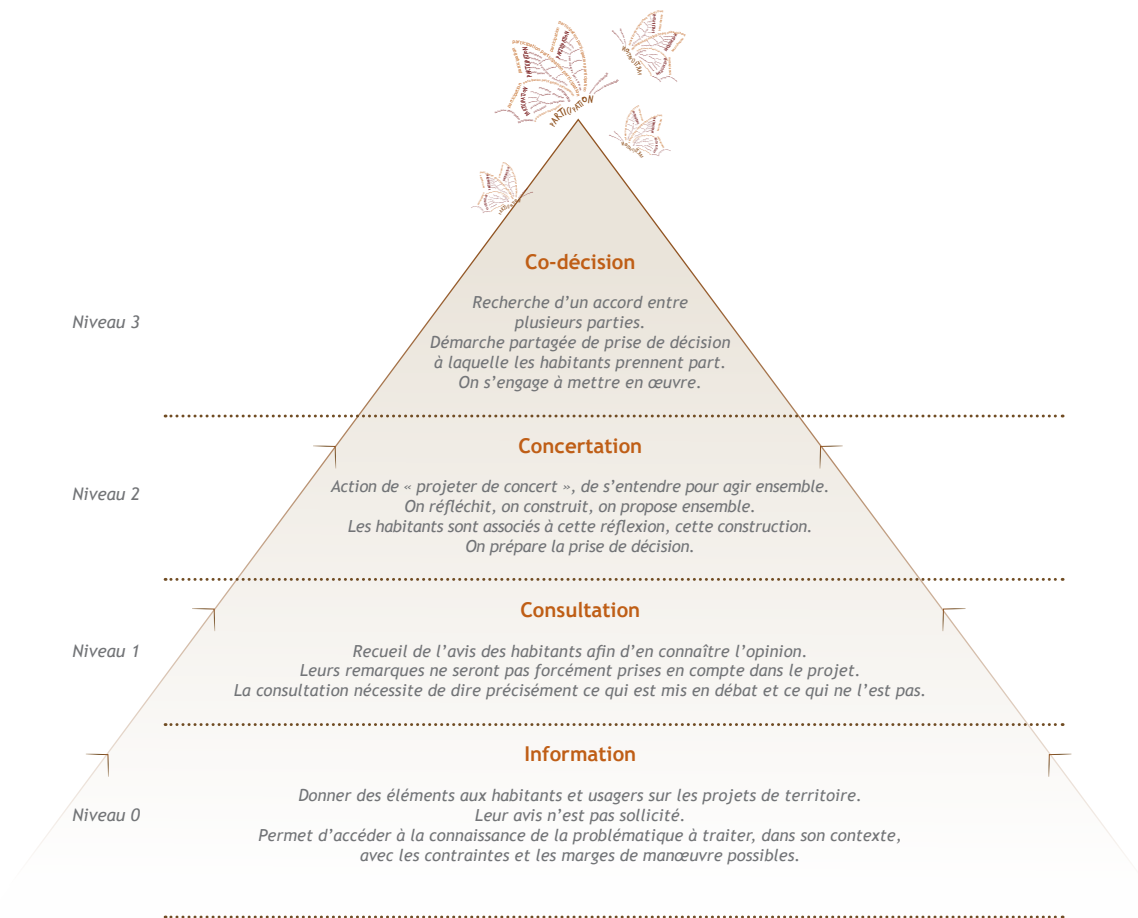 PARTICIPATION
Co-décision
Niveau 3
Recherche d’un accord entre
plusieurs parties.
Démarche partagée de prise de décision
à laquelle les habitants prennent part.
On s’engage à mettre en œuvre.
Concertation
Niveau 2
Action de « projeter de concert », de s’entendre pour agir ensemble.
On réfléchit, on construit, on propose ensemble.
Les habitants sont associés à cette réflexion, cette construction.
On prépare la prise de décision.
Consultation
Niveau 1
Recueil de l’avis des habitants afin d’en connaître l’opinion.
Leurs remarques ne seront pas forcément prises en compte dans le projet.
La consultation nécessite de dire précisément ce qui est mis en débat et ce qui ne l’est pas.
Information
Niveau 0
Donner des éléments aux habitants et usagers sur les projets de territoire.
Leur avis n’est pas sollicité.
Permet d’accéder à la connaissance de la problématique à traiter, dans son contexte,
avec les contraintes et les marges de manœuvre possibles.